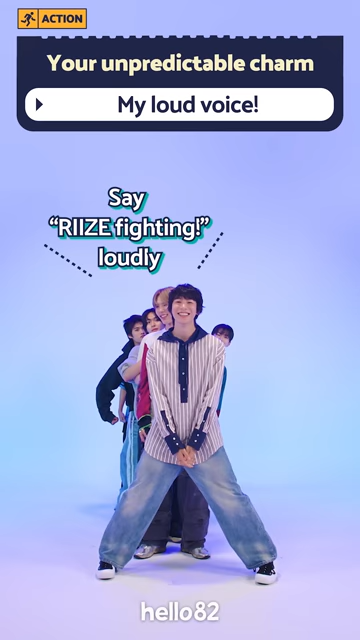 ACTION
Your unpredictable charm
My loud voice!
Say
“RIIZE fighting!”
loudly
hello82